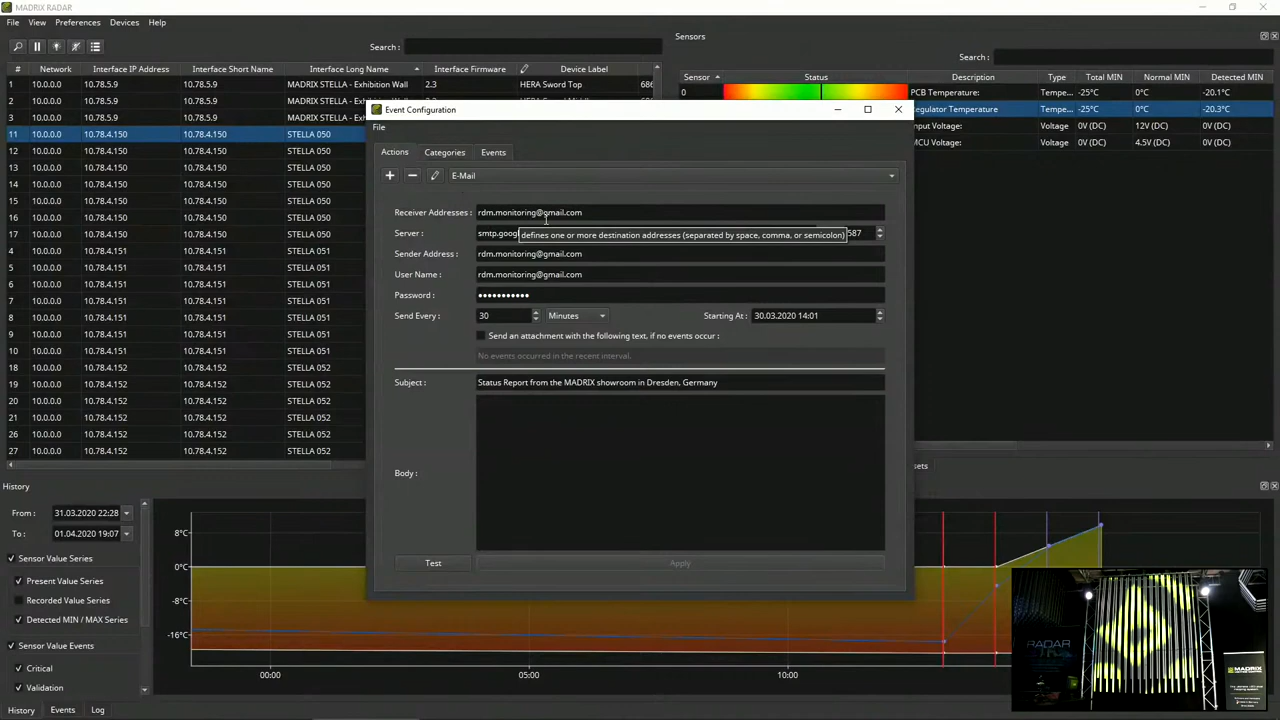 MADRIX RADAR
File View Preferences Devices Help
Search :
# Network Interface IP Address Interface Short Name Interface Long Name Interface Firmware Device Label
1 10.0.0.0 10.78.5.9 10.78.5.9 MADRIX STELLA - Exhibition Wall 2.3 HERA Sword Top 686
2 10.0.0.0 10.78.5.9 10.78.5.9 MADRIX STELLA - Exh
3 10.0.0.0 10.78.5.9 10.78.5.9 MADRIX STELLA - Exh
11 10.0.0.0 10.78.4.150 10.78.4.150 STELLA 050
12 10.0.0.0 10.78.4.150 10.78.4.150 STELLA 050
13 10.0.0.0 10.78.4.150 10.78.4.150 STELLA 050
14 10.0.0.0 10.78.4.150 10.78.4.150 STELLA 050
15 10.0.0.0 10.78.4.150 10.78.4.150 STELLA 050
16 10.0.0.0 10.78.4.150 10.78.4.150 STELLA 050
17 10.0.0.0 10.78.4.150 10.78.4.150 STELLA 050
4 10.0.0.0 10.78.4.151 10.78.4.151 STELLA 051
5 10.0.0.0 10.78.4.151 10.78.4.151 STELLA 051
6 10.0.0.0 10.78.4.151 10.78.4.151 STELLA 051
7 10.0.0.0 10.78.4.151 10.78.4.151 STELLA 051
8 10.0.0.0 10.78.4.151 10.78.4.151 STELLA 051
9 10.0.0.0 10.78.4.151 10.78.4.151 STELLA 051
10 10.0.0.0 10.78.4.151 10.78.4.151 STELLA 051
18 10.0.0.0 10.78.4.152 10.78.4.152 STELLA 052
19 10.0.0.0 10.78.4.152 10.78.4.152 STELLA 052
20 10.0.0.0 10.78.4.152 10.78.4.152 STELLA 052
21 10.0.0.0 10.78.4.152 10.78.4.152 STELLA 052
26 10.0.0.0 10.78.4.152 10.78.4.152 STELLA 052
27 10.0.0.0 10.78.4.152 10.78.4.152 STELLA 052
Sensors
Search :
Sensor Status Description Type Total MIN Normal MIN Detected MIN
0 PCB Temperature: Tempe... -25°C 0°C -20.1°C
Regulator Temperature Tempe... -25°C 0°C -20.3°C
Input Voltage: Voltage 0V (DC) 12V (DC)
MCU Voltage: Voltage 0V (DC) 4.5V (DC)
Event Configuration
File
Actions Categories Events
E-Mail
Receiver Addresses : rdm.monitoring@gmail.com
Server : smtp.goog 587
defines one or more destination addresses (separated by space, comma, or semicolon)
Sender Address : rdm.monitoring@gmail.com
User Name : rdm.monitoring@gmail.com
Password : •••••••••••
Send Every : 30 Minutes Starting At : 30.03.2020 14:01
Send an attachment with the following text, if no events occur :
No events occurred in the recent interval.
Subject : Status Report from the MADRIX showroom in Dresden, Germany
Body :
Test Apply
sets
History
From : 31.03.2020 22:28
To : 01.04.2020 19:07
Sensor Value Series
Present Value Series
Recorded Value Series
Detected MIN / MAX Series
Sensor Value Events
Critical
Validation
8°C
0°C
-8°C
-16°C
00:00 05:00 10:00
RADAR
MADRIX
History Events Log